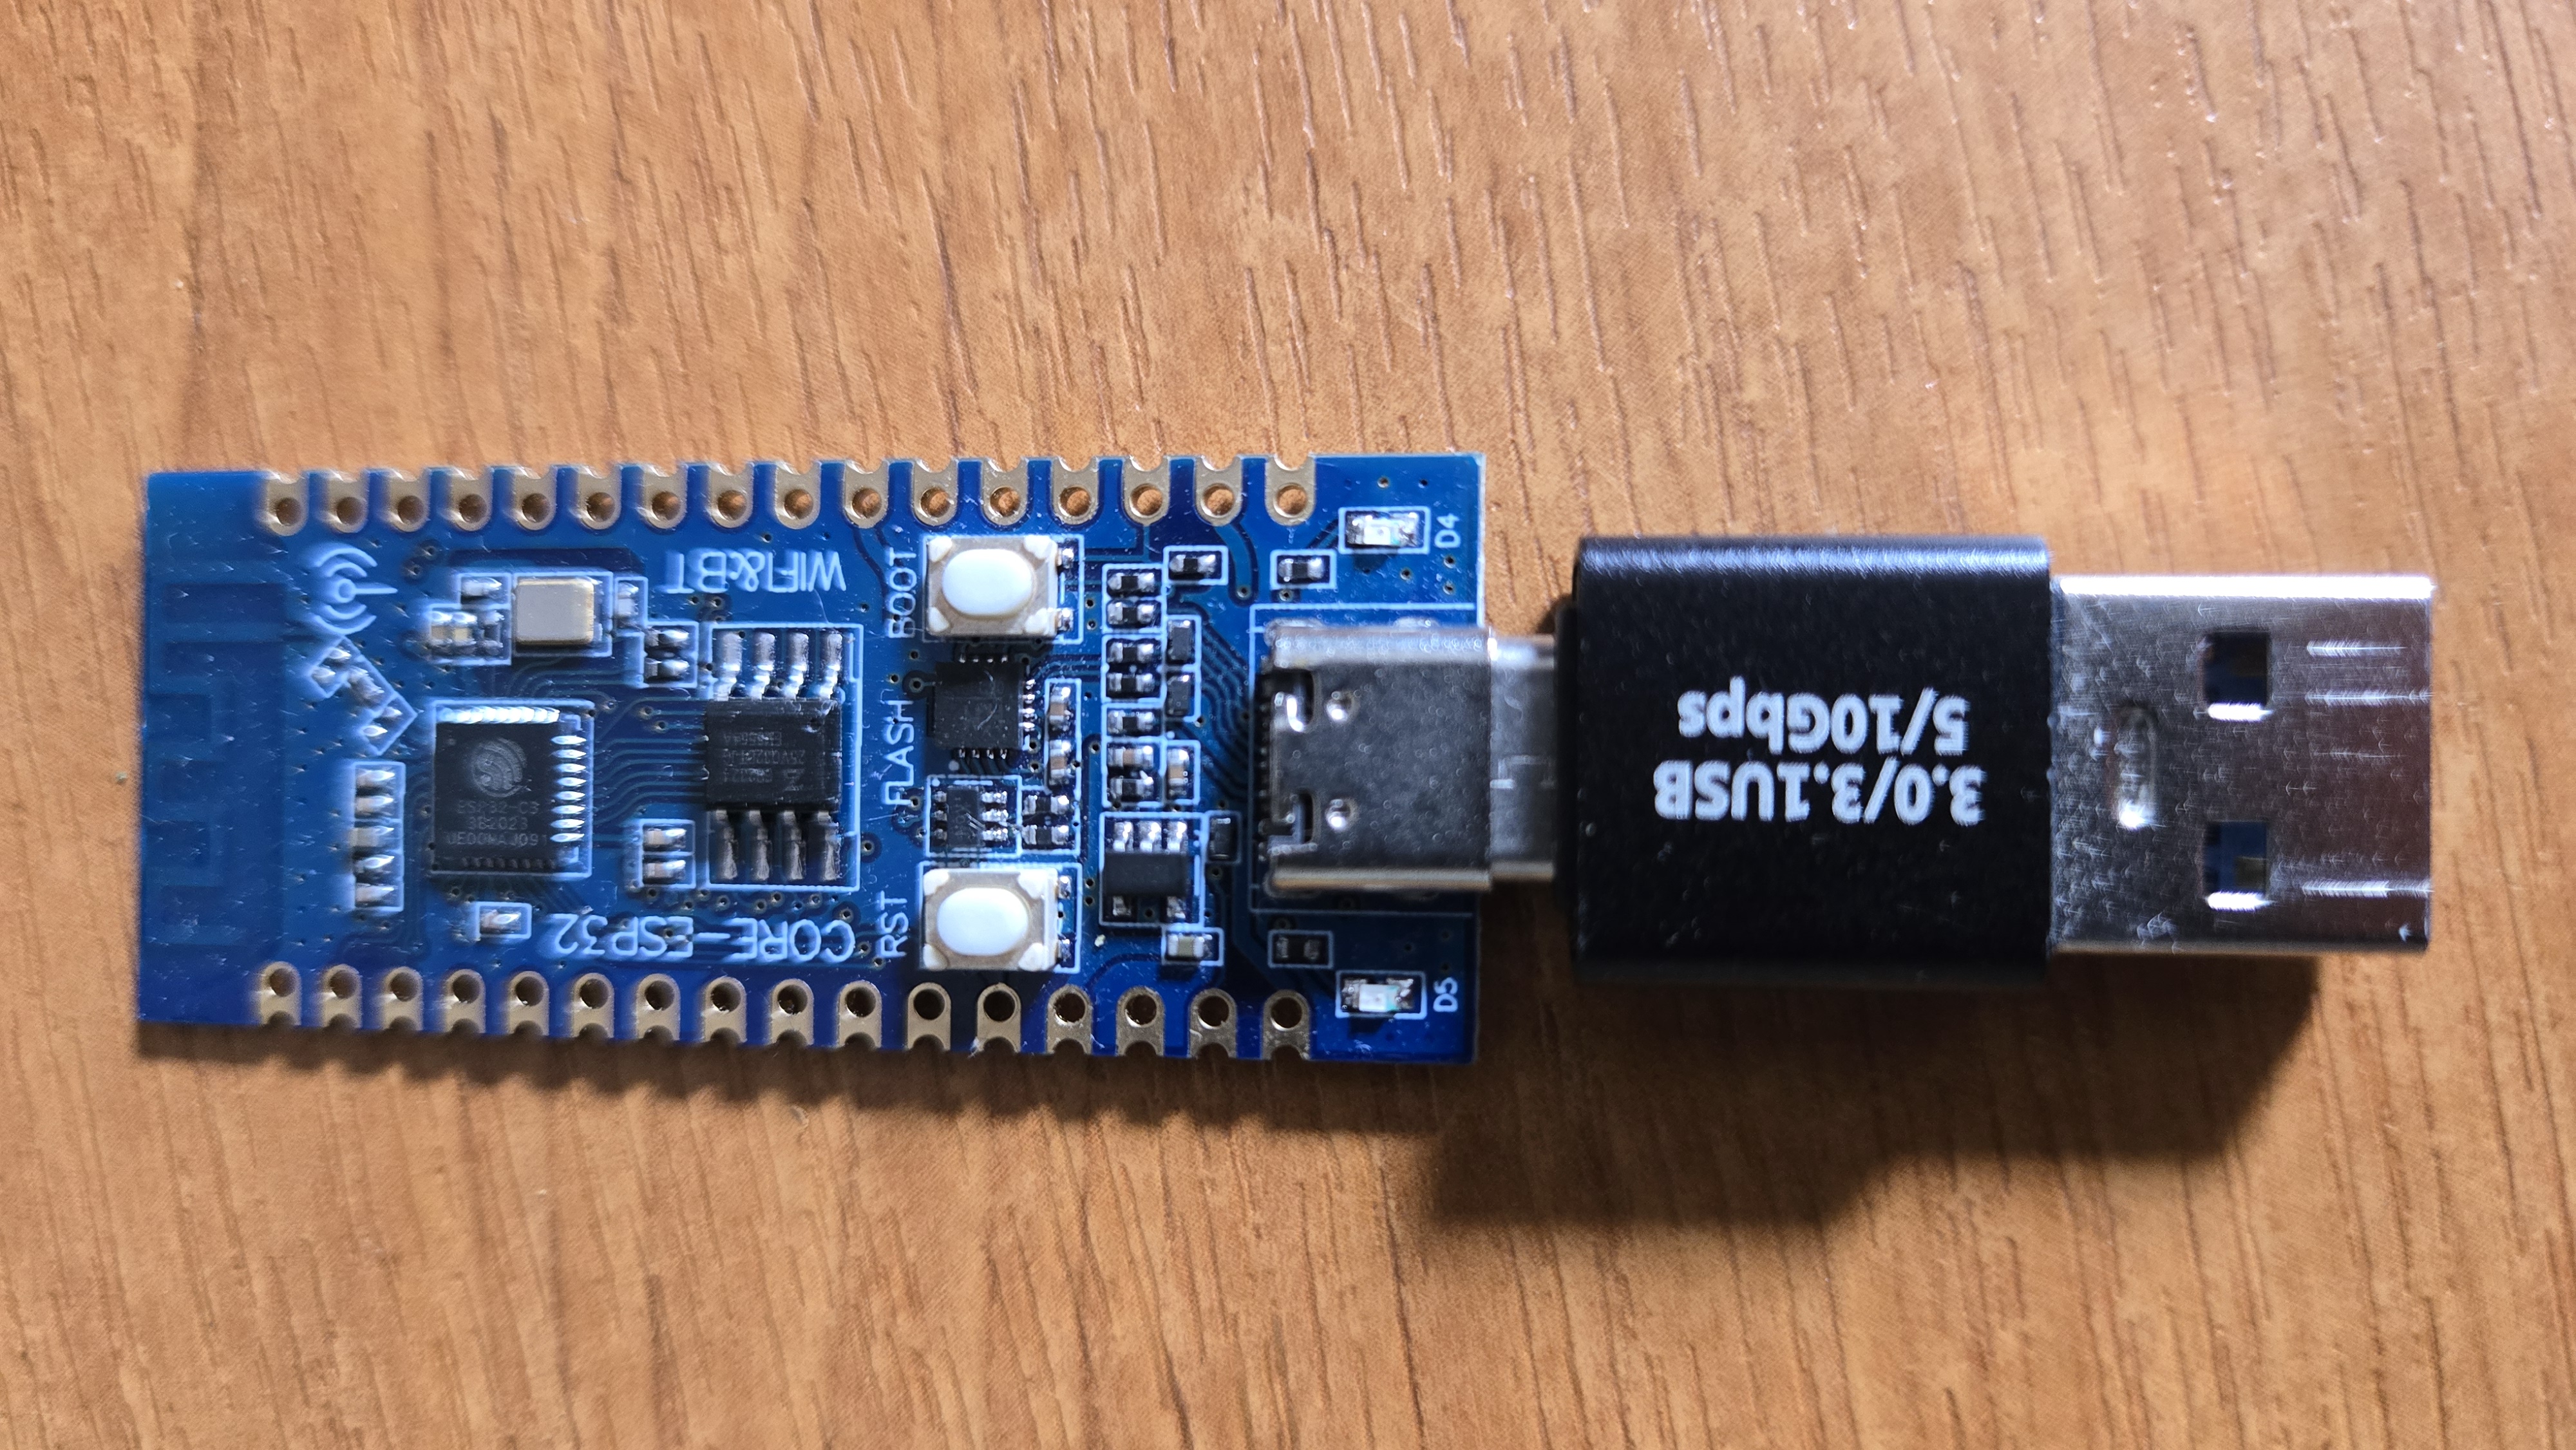 CORE-ESP32
WIFI&BT
RST
FLASH
BOOT
D5
D4
3.0/3.1USB
5/10Gbps